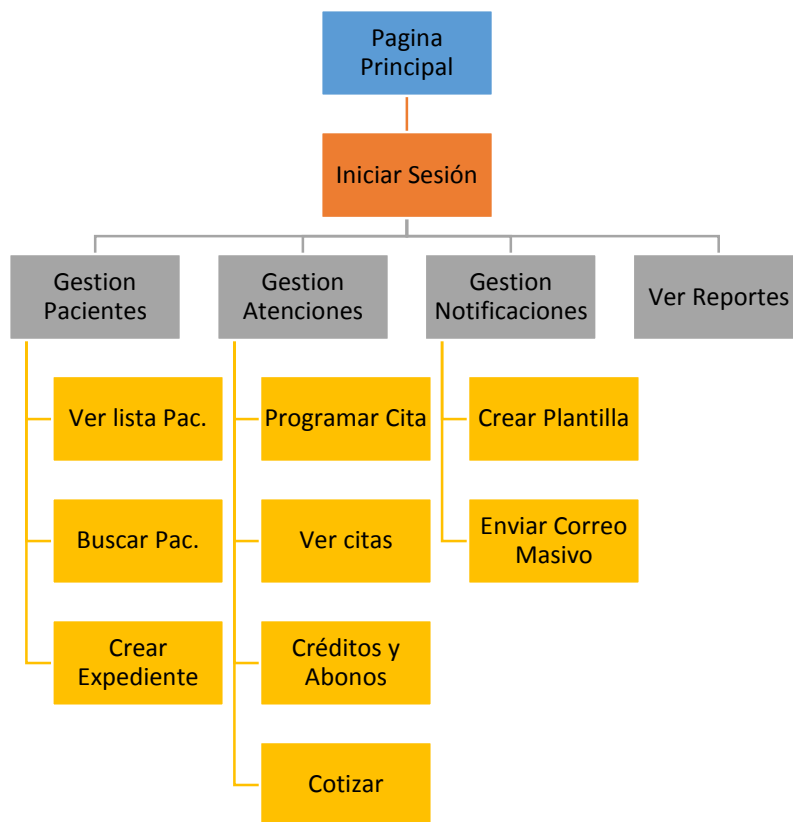 Pagina
Principal
Iniciar Sesión
Gestion
Pacientes
Gestion
Atenciones
Gestion
Notificaciones
Ver Reportes
Ver lista Pac.
Programar Cita
Crear Plantilla
Buscar Pac.
Ver citas
Enviar Correo
Masivo
Crear
Expediente
Créditos y
Abonos
Cotizar